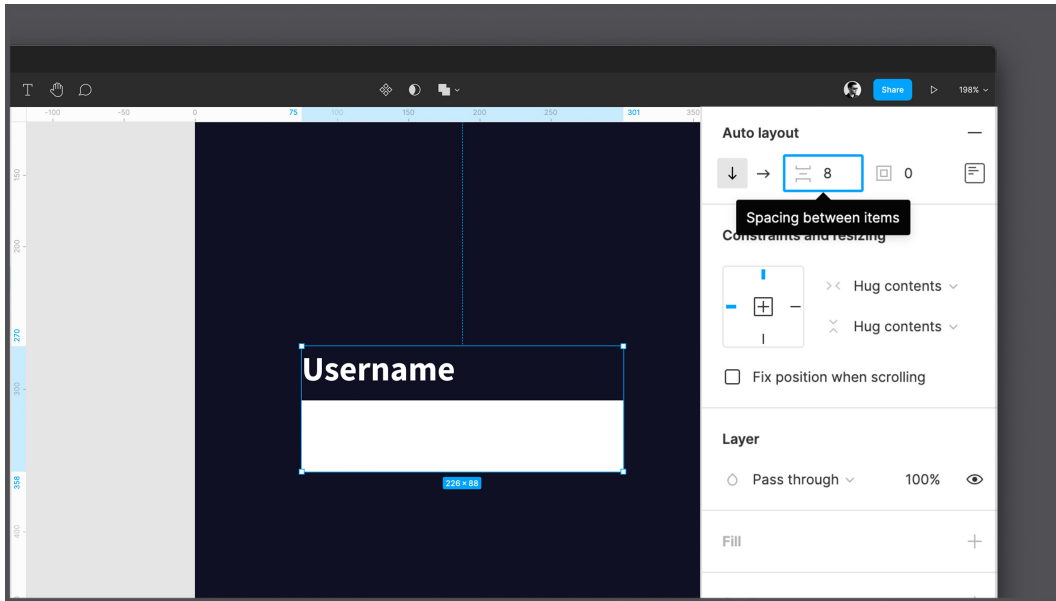 T
Share
198%
-100 -50 0 75 100 150 200 250 301 350
Auto layout
8 0
Spacing between items
Constraints and resizing
Hug contents
Hug contents
Fix position when scrolling
Layer
Pass through 100%
Fill
150
200
270
300
358
400
Username
226 × 88